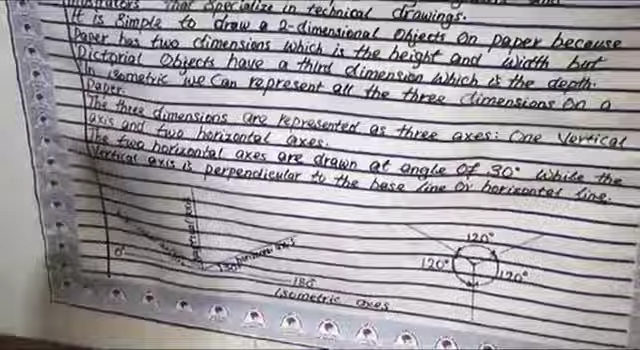 that specialize in technical drawings.
It is Simple to draw a 2-dimensional Objects On paper because
Paper has two dimensions which is the height and width but
Pictorial Objects have a third dimension which is the depth.
In isometric we can represent all the three dimensions On a
Paper.
The three dimensions are represented as three axes: One Vertical
axis and two horizontal axes.
The two horizontal axes are drawn at angle Of 30° While the
Vertical axis is perpendicular to the base line Or horizontal line.
120°
120° 120°
horizontal axis
0°
180
isometric axes